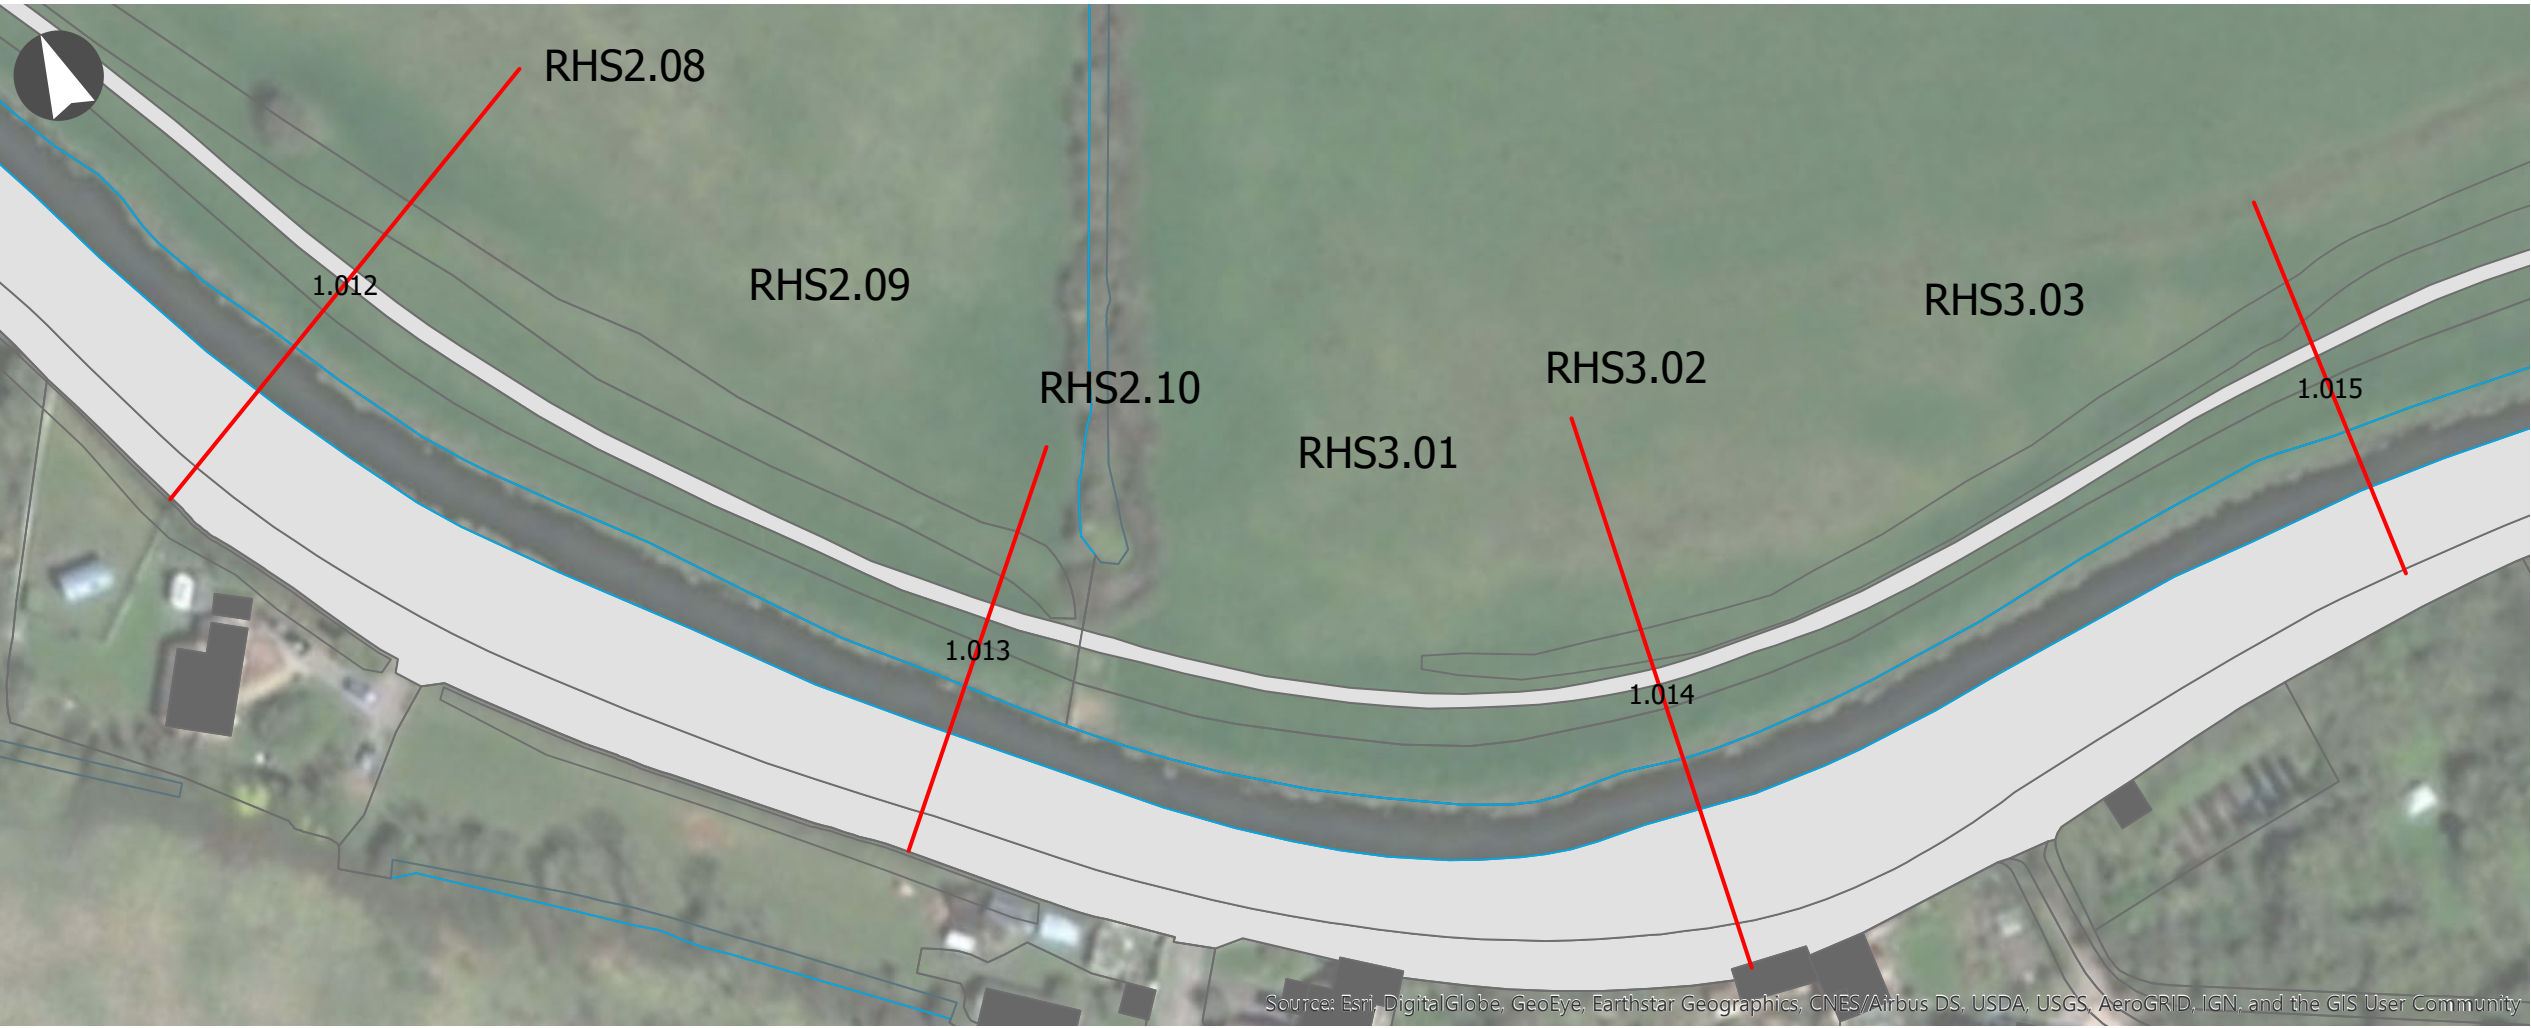 RHS2.08
1.012
RHS2.09
RHS2.10
1.013
RHS3.01
RHS3.02
1.014
RHS3.03
1.015
Source: Esri, DigitalGlobe, GeoEye, Earthstar Geographics, CNES/Airbus DS, USDA, USGS, AeroGRID, IGN, and the GIS User Community